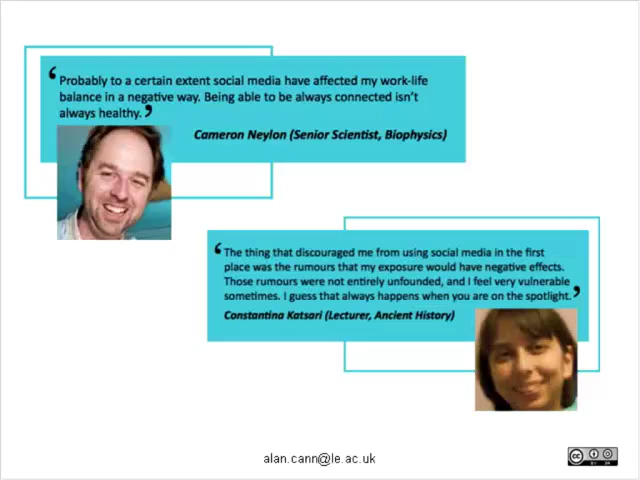 ‘Probably to a certain extent social media have affected my work-life
balance in a negative way. Being able to be always connected isn’t
always healthy.’
Cameron Neylon (Senior Scientist, Biophysics)
‘The thing that discouraged me from using social media in the first
place was the rumours that my exposure would have negative effects.
Those rumours were not entirely unfounded, and I feel very vulnerable
sometimes. I guess that always happens when you are on the spotlight.’
Constantina Katsari (Lecturer, Ancient History)
alan.cann@le.ac.uk
cc
BY SA